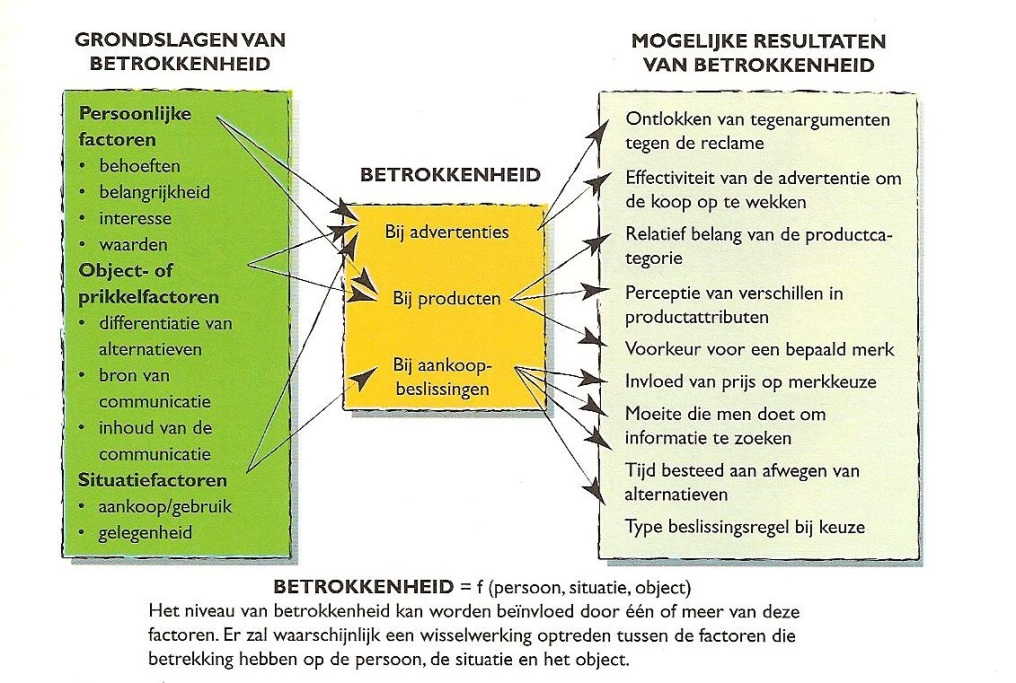 GRONDSLAGEN VAN
BETROKKENHEID
Persoonlijke
factoren
• behoeften
• belangrijkheid
• interesse
• waarden
Object- of
prikkelfactoren
• differentiatie van
alternatieven
• bron van
communicatie
• inhoud van de
communicatie
Situatiefactoren
• aankoop/gebruik
• gelegenheid
BETROKKENHEID
Bij advertenties
Bij producten
Bij aankoop-
beslissingen
MOGELIJKE RESULTATEN
VAN BETROKKENHEID
Ontlokken van tegenargumenten
tegen de reclame
Effectiviteit van de advertentie om
de koop op te wekken
Relatief belang van de productca-
tegorie
Perceptie van verschillen in
productattributen
Voorkeur voor een bepaald merk
Invloed van prijs op merkkeuze
Moeite die men doet om
informatie te zoeken
Tijd besteed aan afwegen van
alternatieven
Type beslissingsregel bij keuze
BETROKKENHEID = f (persoon, situatie, object)
Het niveau van betrokkenheid kan worden beïnvloed door één of meer van deze
factoren. Er zal waarschijnlijk een wisselwerking optreden tussen de factoren die
betrekking hebben op de persoon, de situatie en het object.